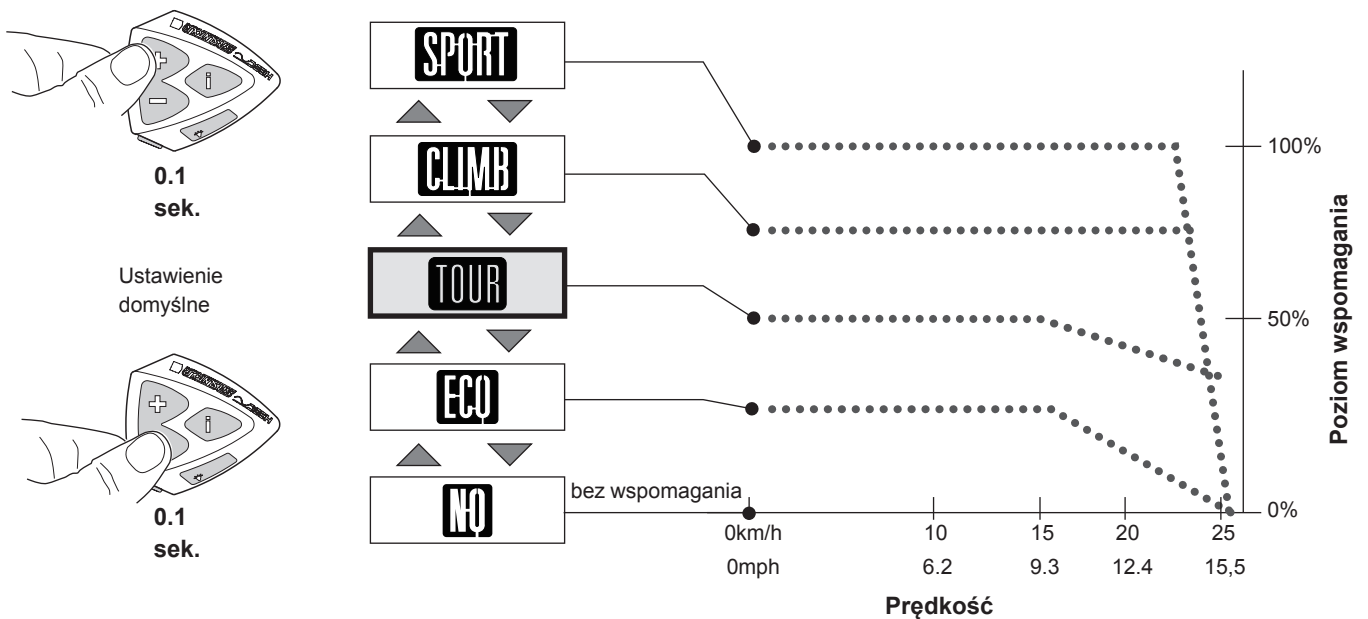 SPORT
CLIMB
TOUR
ECO
NO
0.1
sek.
Ustawienie
domyślne
0.1
sek.
bez wspomagania
100%
50%
0%
Poziom wspomagania
0km/h 10 15 20 25
0mph 6.2 9.3 12.4 15,5
Prędkość
+
−
i
+
i